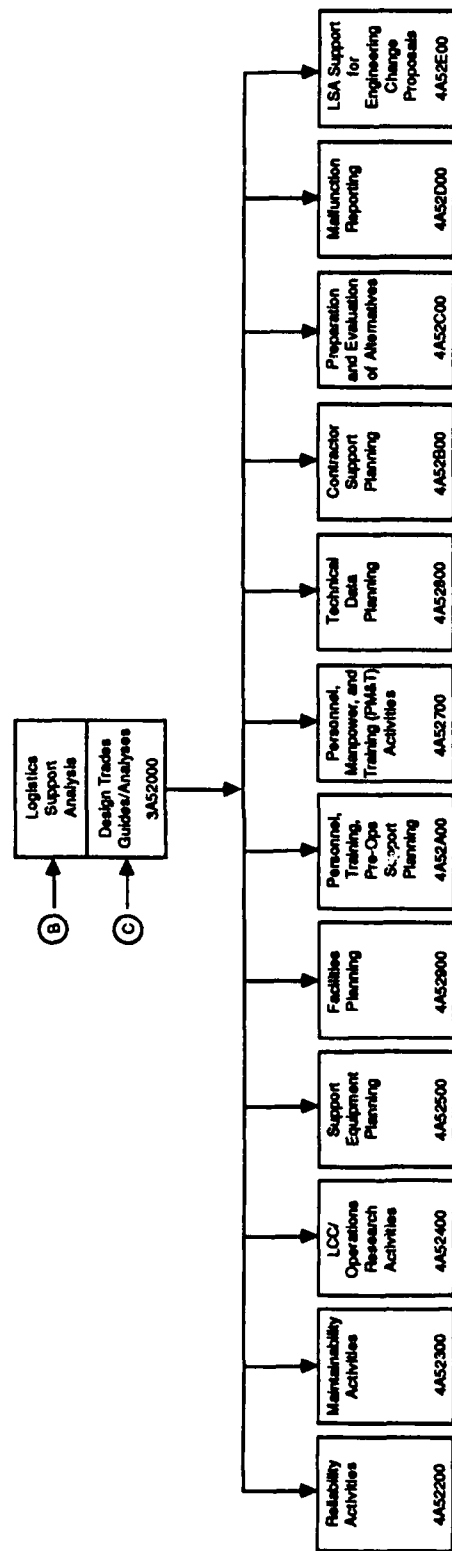 B
C
Logistics
Support
Analysis
Design Trades
Guides/Analyses
3A52000
Reliability
Activities
4A52200
Maintainability
Activities
4A52300
LCC/
Operations
Research
Activities
4A52400
Support
Equipment
Planning
4A52500
Facilities
Planning
4A52900
Personnel,
Training,
Pre-Ops
Support
Planning
4A52A00
Personnel,
Manpower, and
Training (PM&T)
Activities
4A52700
Technical
Data
Planning
4A52800
Contractor
Support
Planning
4A52B00
Preparation
and Evaluation
of Alternatives
4A52C00
Malfunction
Reporting
4A52D00
LSA Support
for
Engineering
Change
Proposals
4A52E00